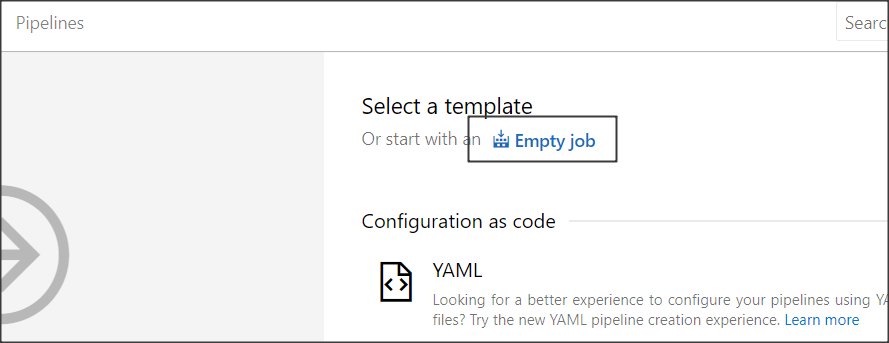 Pipelines
Searc
Select a template
Or start with an Empty job
Configuration as code
YAML
Looking for a better experience to configure your pipelines using YA
files? Try the new YAML pipeline creation experience. Learn more